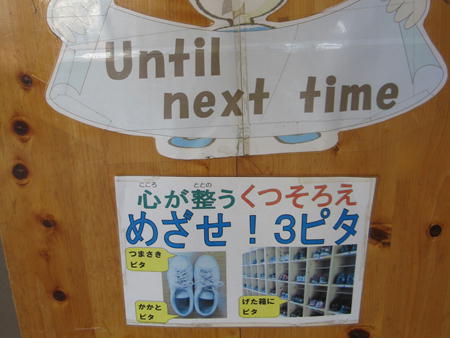 Until
next time
こころ ととの
心が整うくつそろえ
めざせ！3ピタ
つまさき
ピタ
かかと
ピタ
げた箱に
ピタ